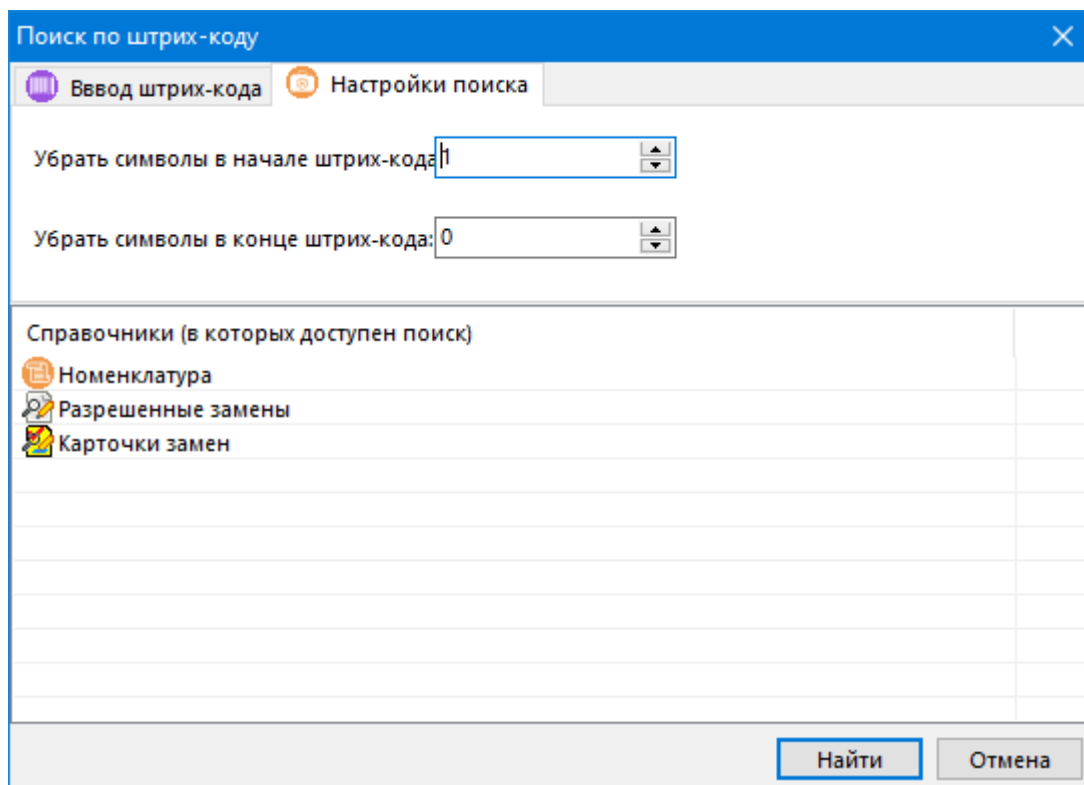 Поиск по штрих-коду
Вввод штрих-кода
Настройки поиска
Убрать символы в начале штрих-кода 1
Убрать символы в конце штрих-кода: 0
Справочники (в которых доступен поиск)
Номенклатура
Разрешенные замены
Карточки замен
Найти
Отмена